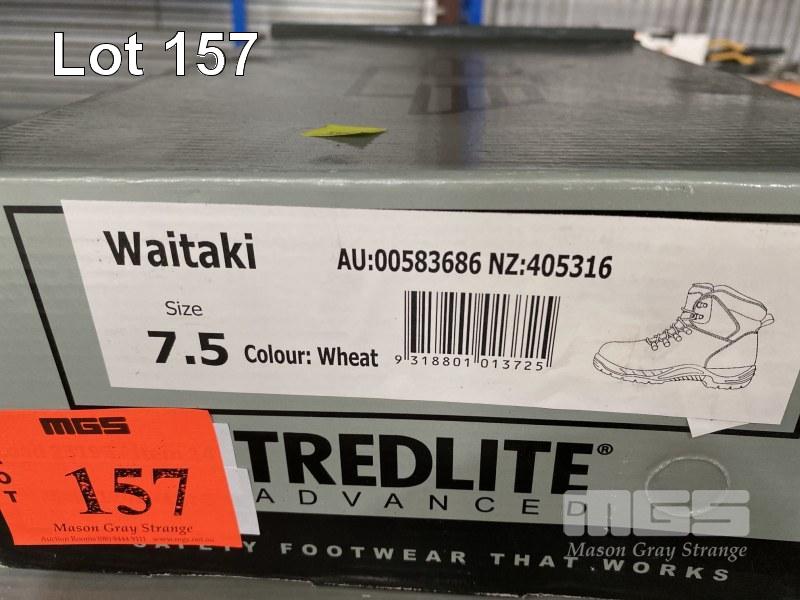 Lot 157
Waitaki
AU:00583686 NZ:405316
Size
7.5 Colour: Wheat
9 318801 013725
MGS
157
Mason Gray Strange
TREDLITE®
ADVANCED
SAFETY FOOTWEAR THAT WORKS
MGS
Mason Gray Strange